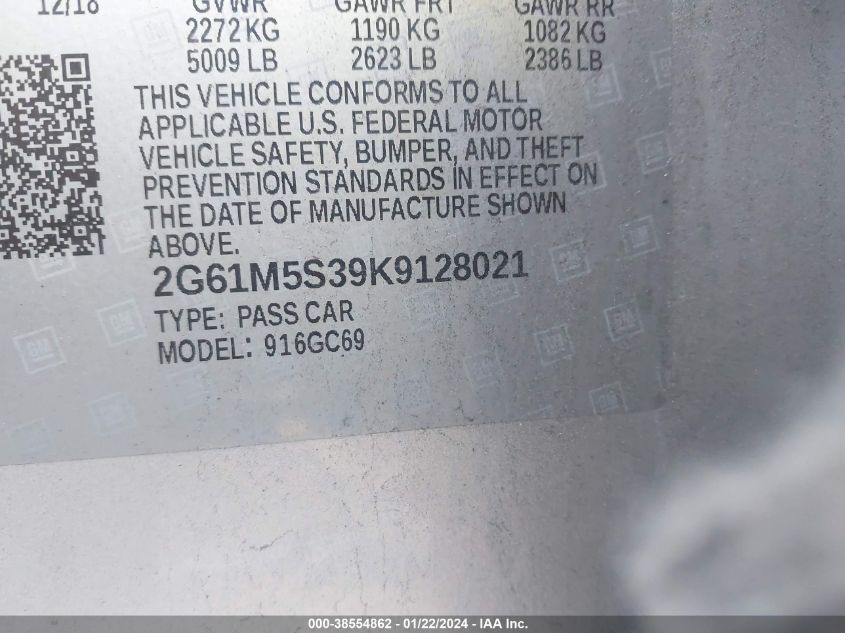 12/18 GVWR GAWR FRT GAWR RR
2272 KG 1190 KG 1082 KG
5009 LB 2623 LB 2386 LB
THIS VEHICLE CONFORMS TO ALL
APPLICABLE U.S. FEDERAL MOTOR
VEHICLE SAFETY, BUMPER, AND THEFT
PREVENTION STANDARDS IN EFFECT ON
THE DATE OF MANUFACTURE SHOWN
ABOVE.
2G61M5S39K9128021
TYPE: PASS CAR
MODEL: 916GC69
000-38554862 - 01/22/2024 - IAA Inc.